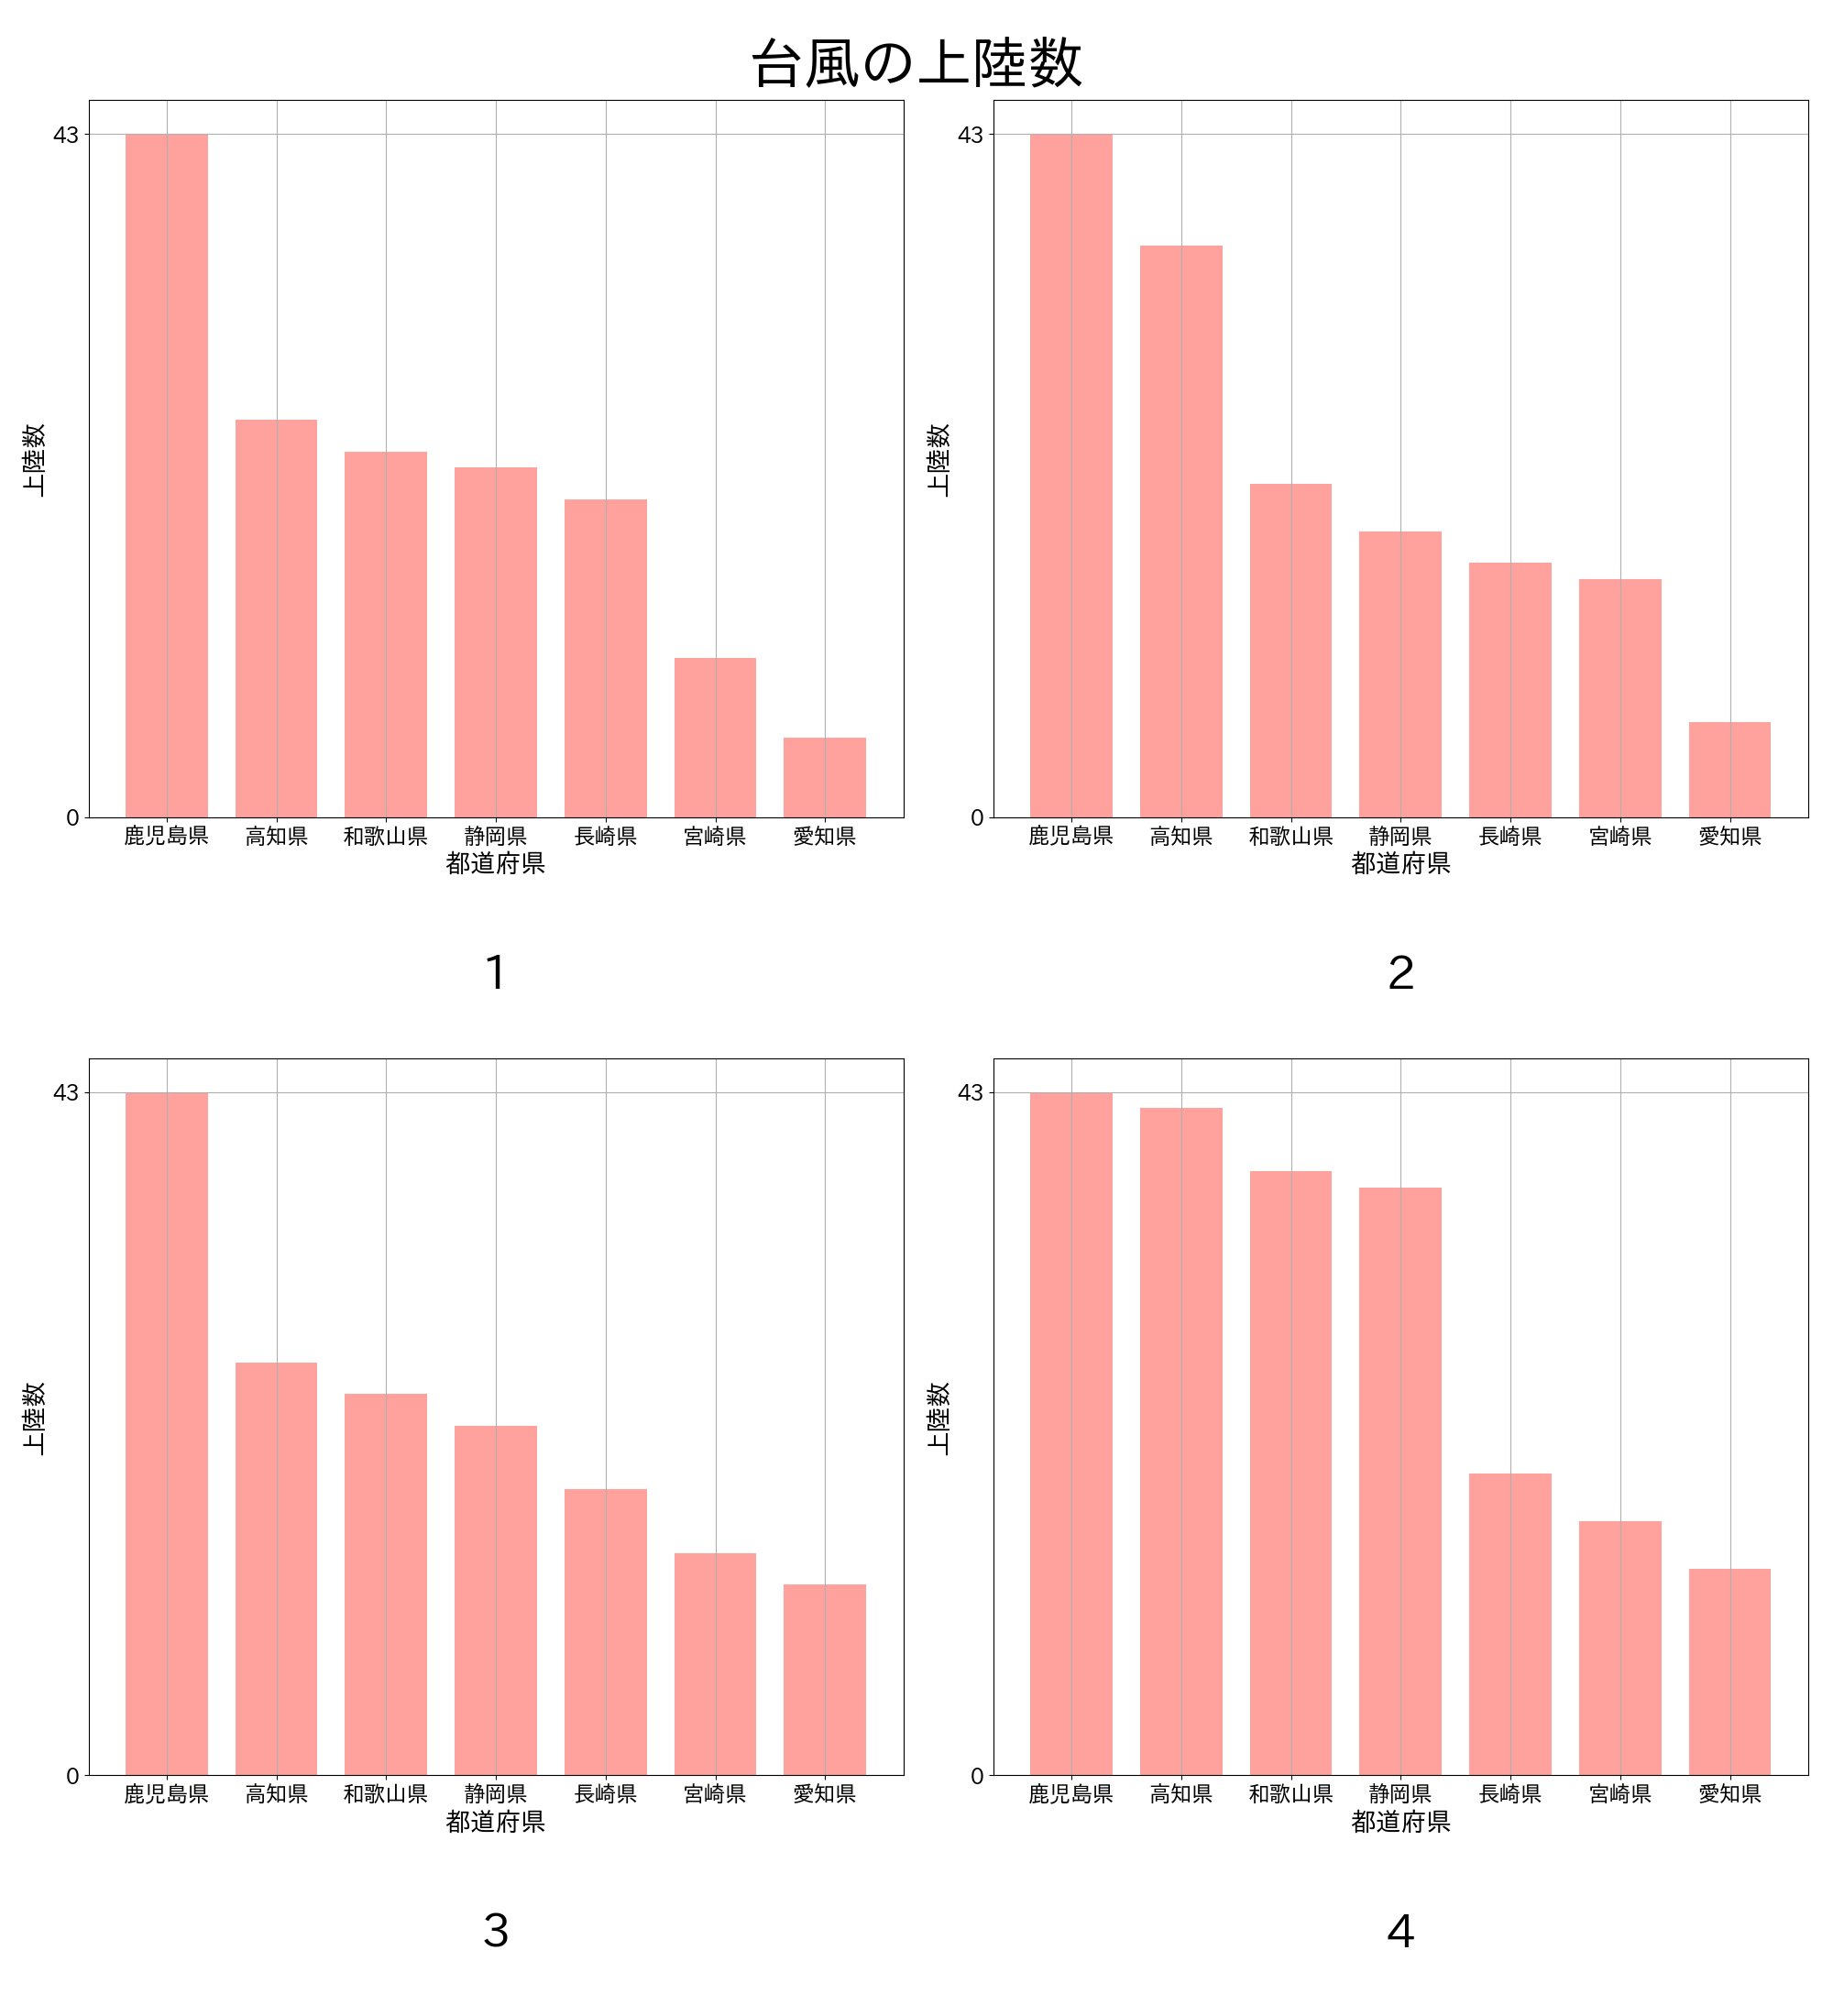 台風の上陸数
43
0
上陸数
鹿児島県 高知県 和歌山県 静岡県 長崎県 宮崎県 愛知県
都道府県
1
43
0
上陸数
鹿児島県 高知県 和歌山県 静岡県 長崎県 宮崎県 愛知県
都道府県
2
43
0
上陸数
鹿児島県 高知県 和歌山県 静岡県 長崎県 宮崎県 愛知県
都道府県
3
43
0
上陸数
鹿児島県 高知県 和歌山県 静岡県 長崎県 宮崎県 愛知県
都道府県
4